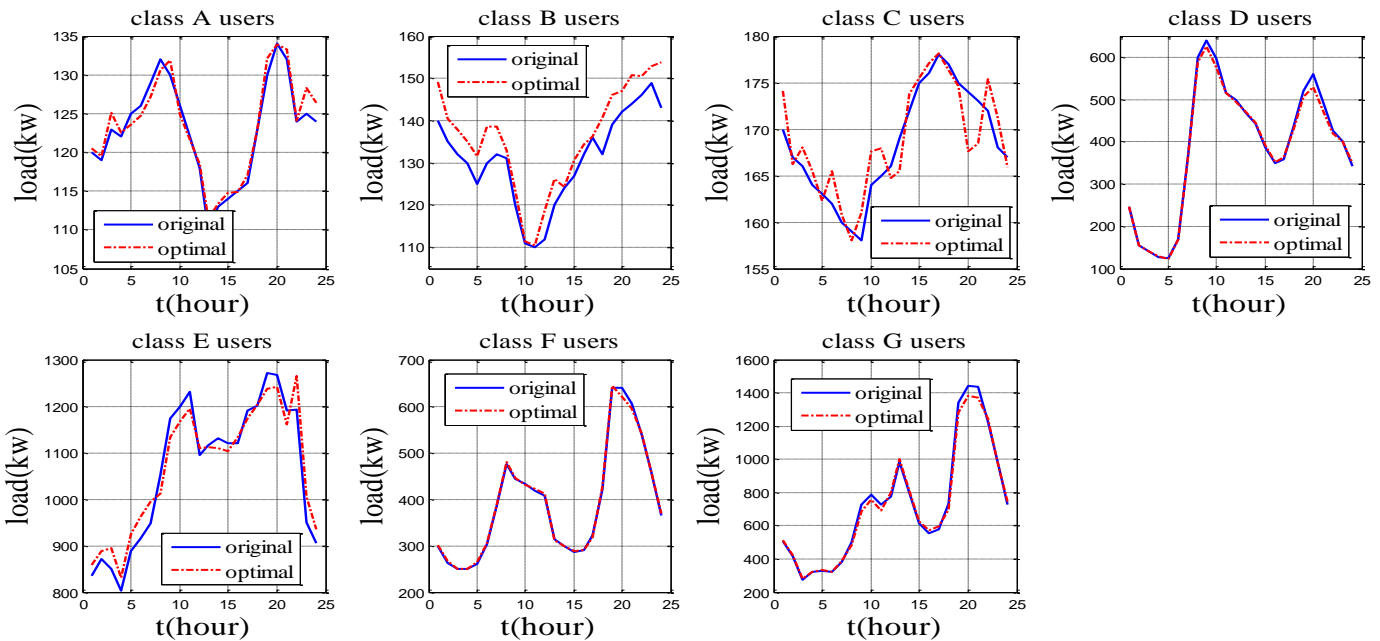 class A users
135
130
125
120
115
110
105
load(kw)
original
optimal
0 5 10 15 20 25
t(hour)
class B users
160
150
140
130
120
110
load(kw)
original
optimal
0 5 10 15 20 25
t(hour)
class C users
180
175
170
165
160
155
load(kw)
original
optimal
0 5 10 15 20 25
t(hour)
class D users
600
500
400
300
200
100
load(kw)
original
optimal
0 5 10 15 20 25
t(hour)
class E users
1300
1200
1100
1000
900
800
load(kw)
original
optimal
0 5 10 15 20 25
t(hour)
class F users
700
600
500
400
300
200
load(kw)
original
optimal
0 5 10 15 20 25
t(hour)
class G users
1600
1400
1200
1000
800
600
400
200
load(kw)
original
optimal
0 5 10 15 20 25
t(hour)